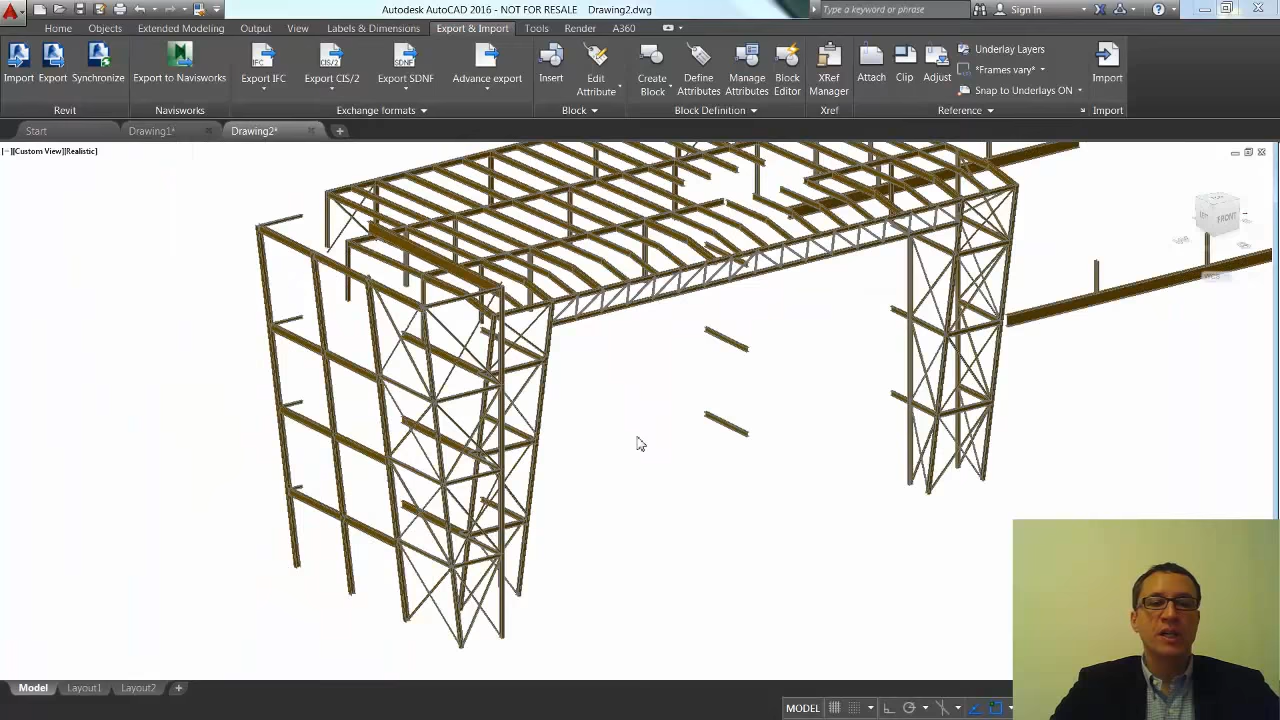 Autodesk AutoCAD 2016 - NOT FOR RESALE Drawing2.dwg
Type a keyword or phrase
Sign In
Home Objects Extended Modeling Output View Labels & Dimensions Export & Import Tools Render A360
Import Export Synchronize Export to Navisworks Export IFC Export CIS/2 Export SDNF Advance export Insert Edit Attribute Create Block Define Attributes Manage Attributes Block Editor XRef Manager Attach Clip Adjust Underlay Layers *Frames vary* Snap to Underlays ON Import
Revit Navisworks Exchange formats Block Block Definition Xref Reference Import
Start Drawing1* Drawing2*
[−][Custom View][Realistic]
FRONT
Model Layout1 Layout2
MODEL